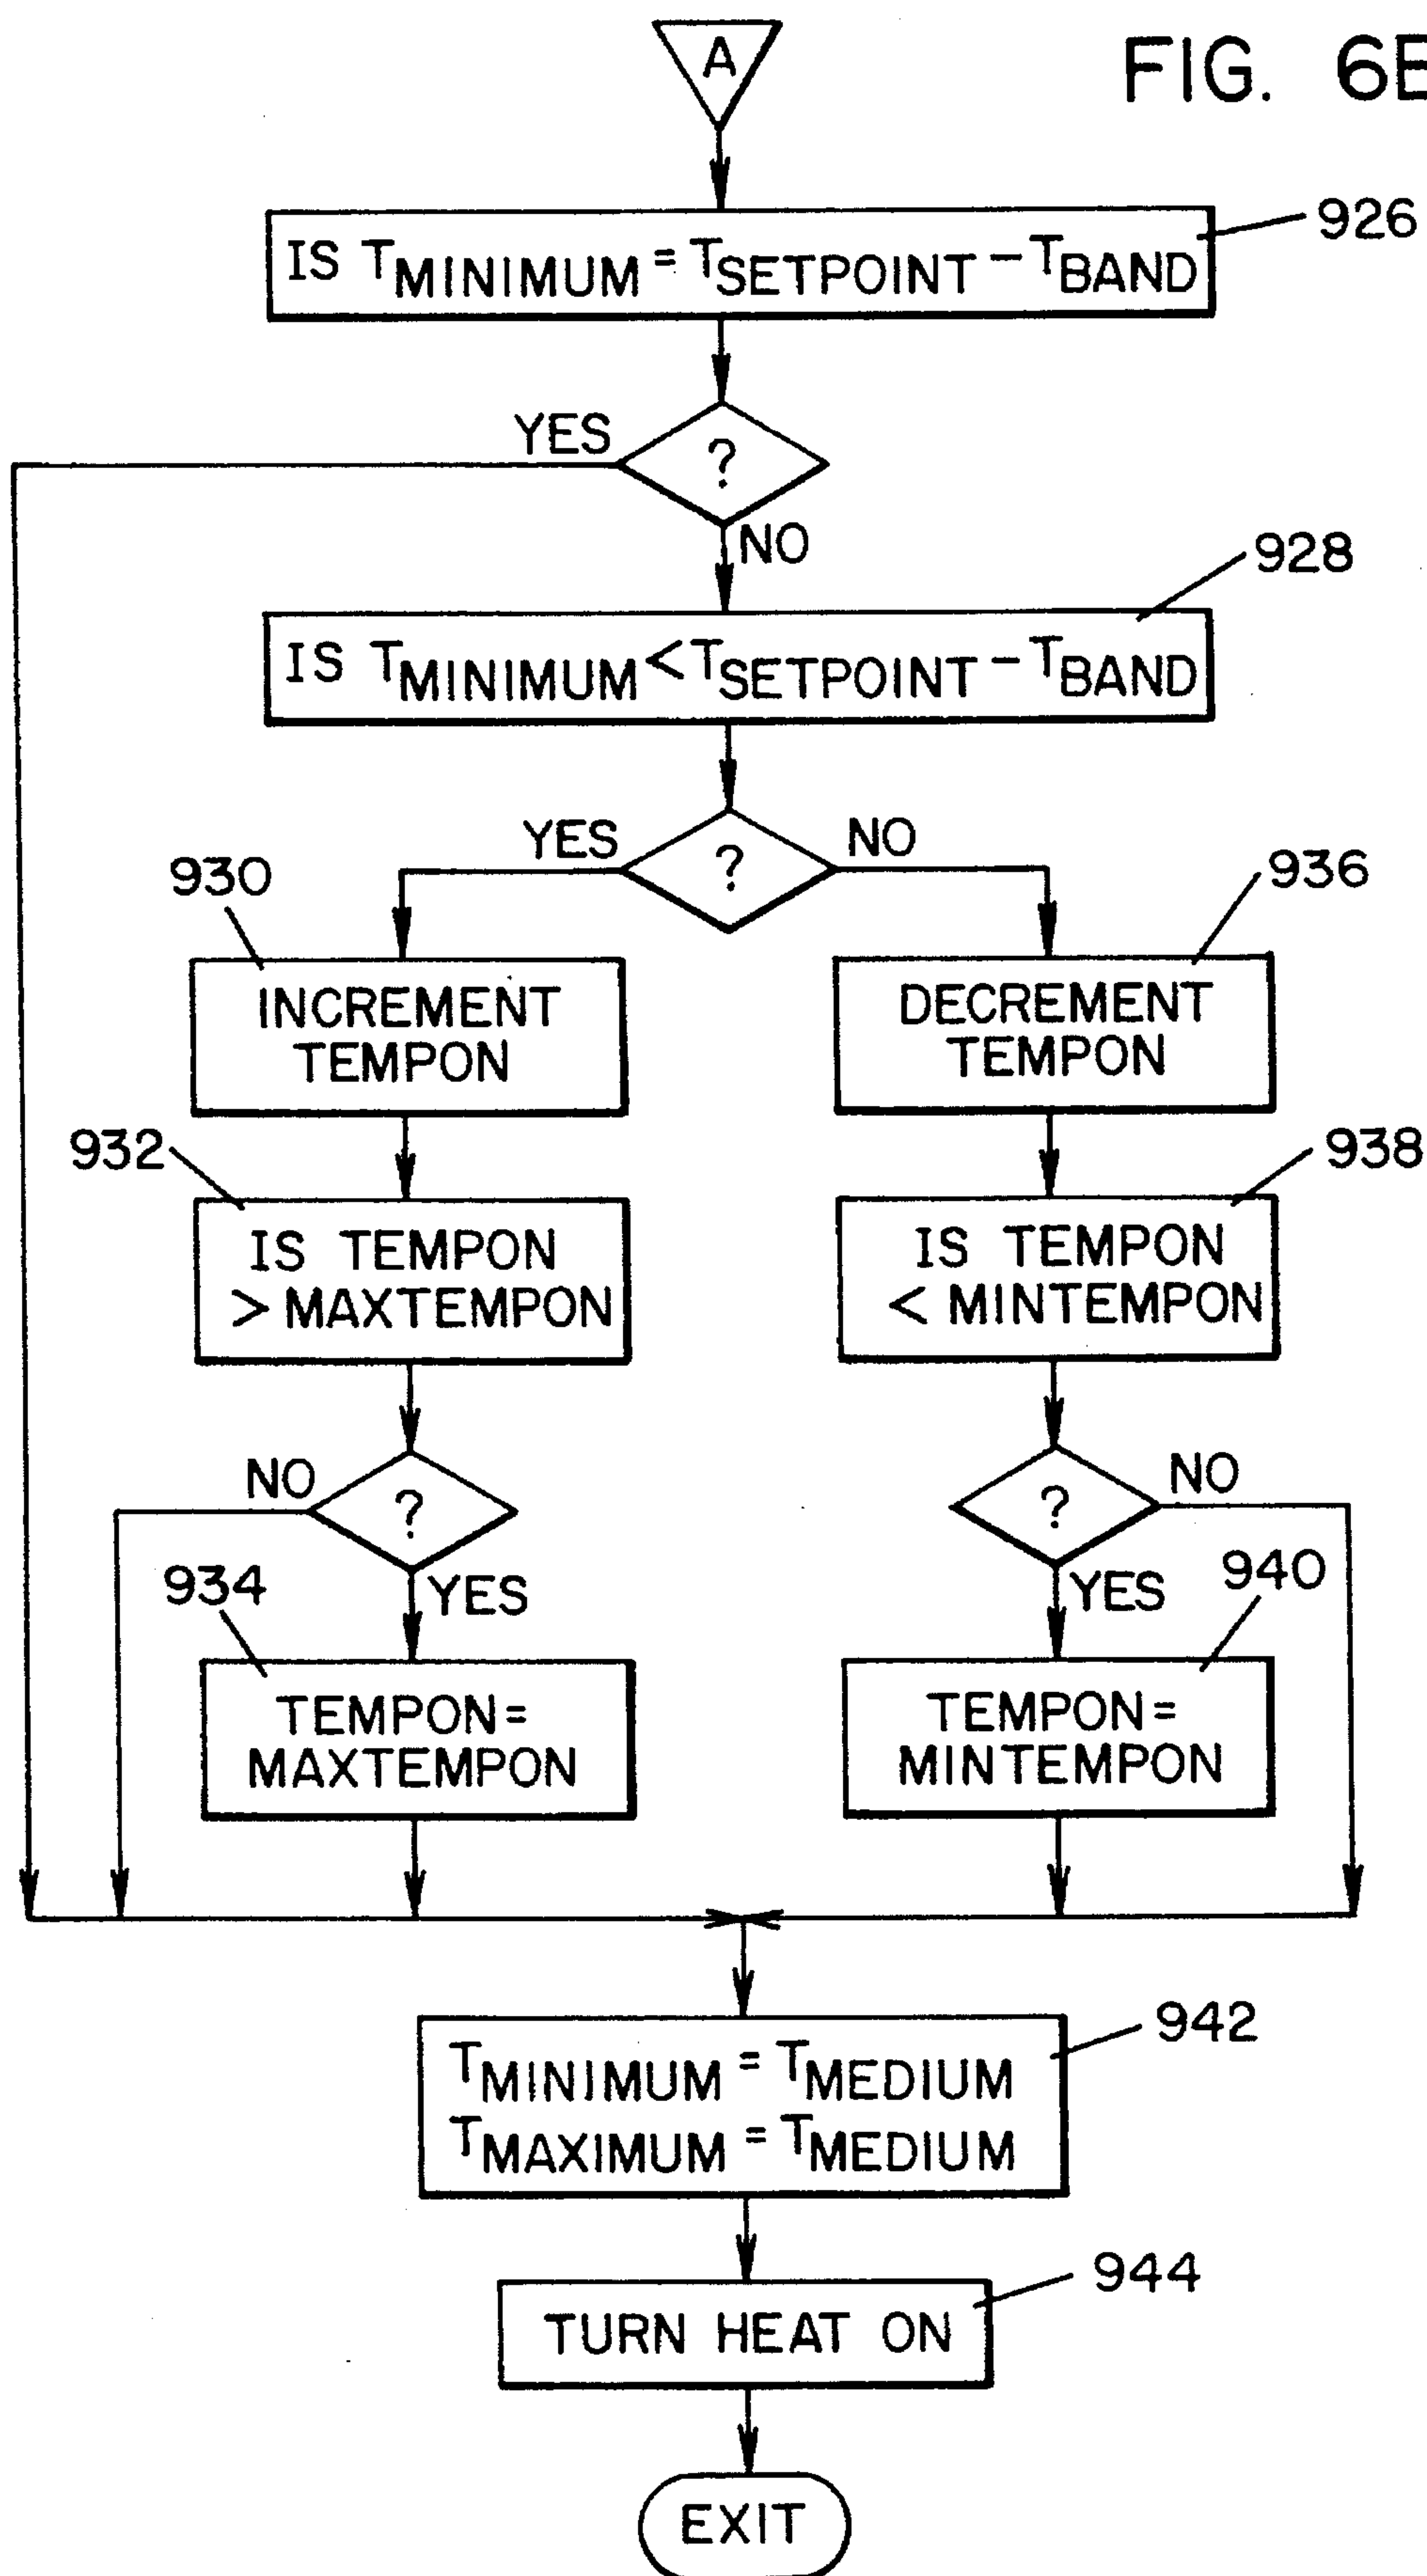 A
FIG. 6B
926
IS TMINIMUM = TSETPOINT - TBAND
YES
?
NO
928
IS TMINIMUM < TSETPOINT - TBAND
YES
?
NO
930
936
INCREMENT
TEMPON
DECREMENT
TEMPON
932
938
IS TEMPON
> MAXTEMPON
IS TEMPON
< MINTEMPON
NO
?
YES
?
NO
YES
934
940
TEMPON=
MAXTEMPON
TEMPON=
MINTEMPON
942
TMINIMUM = TMEDIUM
TMAXIMUM = TMEDIUM
944
TURN HEAT ON
EXIT